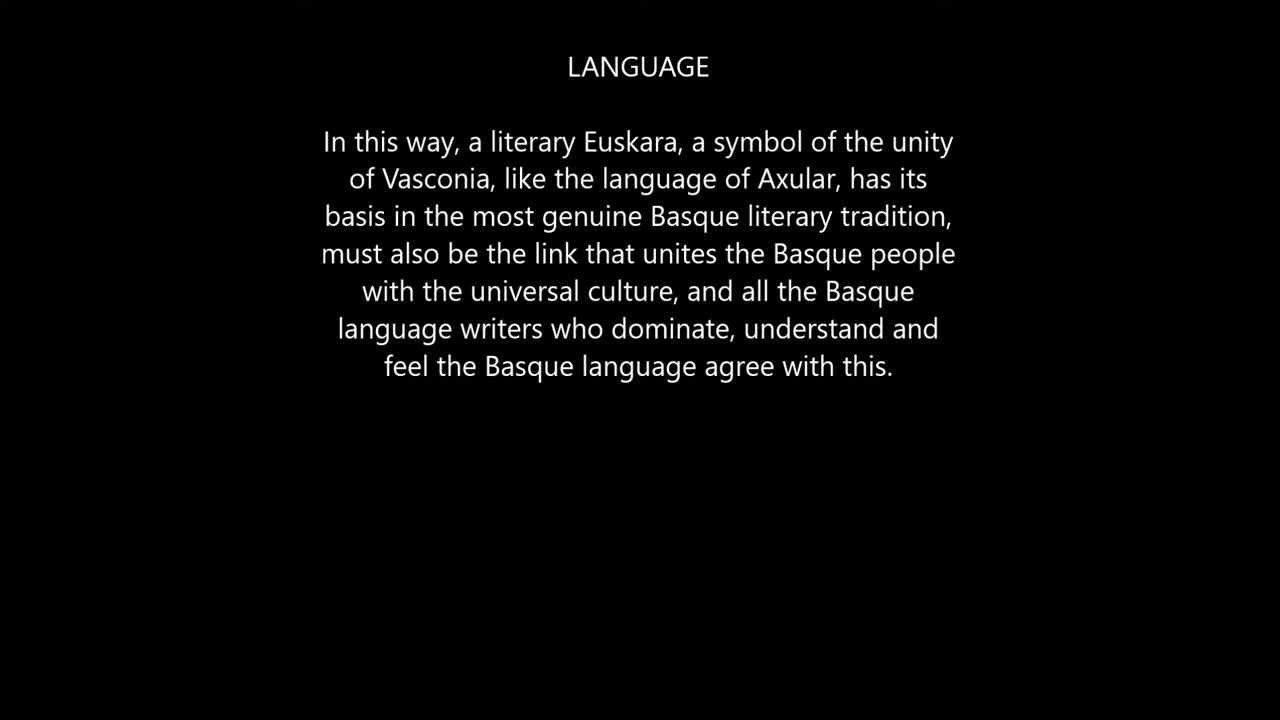 LANGUAGE
In this way, a literary Euskara, a symbol of the unity
of Vasconia, like the language of Axular, has its
basis in the most genuine Basque literary tradition,
must also be the link that unites the Basque people
with the universal culture, and all the Basque
language writers who dominate, understand and
feel the Basque language agree with this.